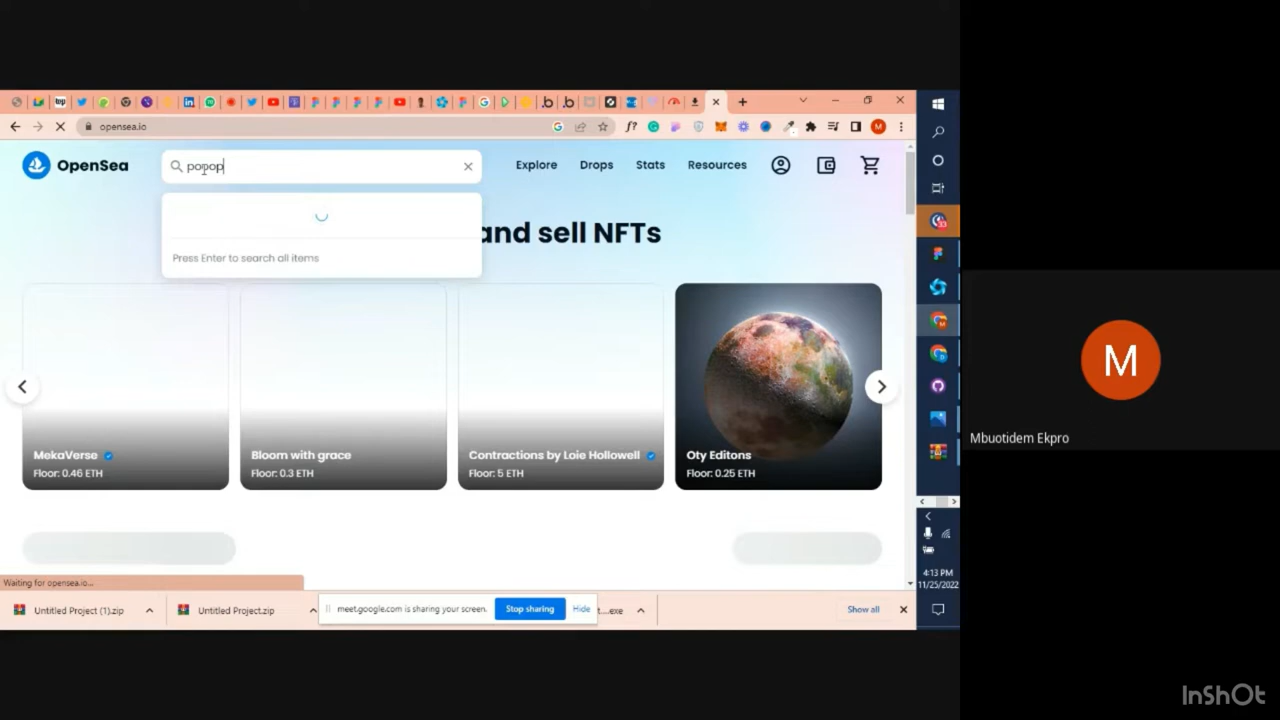 top
opensea.io
OpenSea
popop
Explore
Drops
Stats
Resources
and sell NFTs
Press Enter to search all items
MekaVerse
Floor: 0.46 ETH
Bloom with grace
Floor: 0.3 ETH
Contractions by Loie Hollowell
Floor: 5 ETH
Oty Editons
Floor: 0.25 ETH
M
Mbuotidem Ekpro
4:13 PM
11/25/2022
Waiting for opensea.io...
Untitled Project (1).zip
Untitled Project.zip
meet.google.com is sharing your screen.
Stop sharing
Hide
t....exe
Show all
InShOt